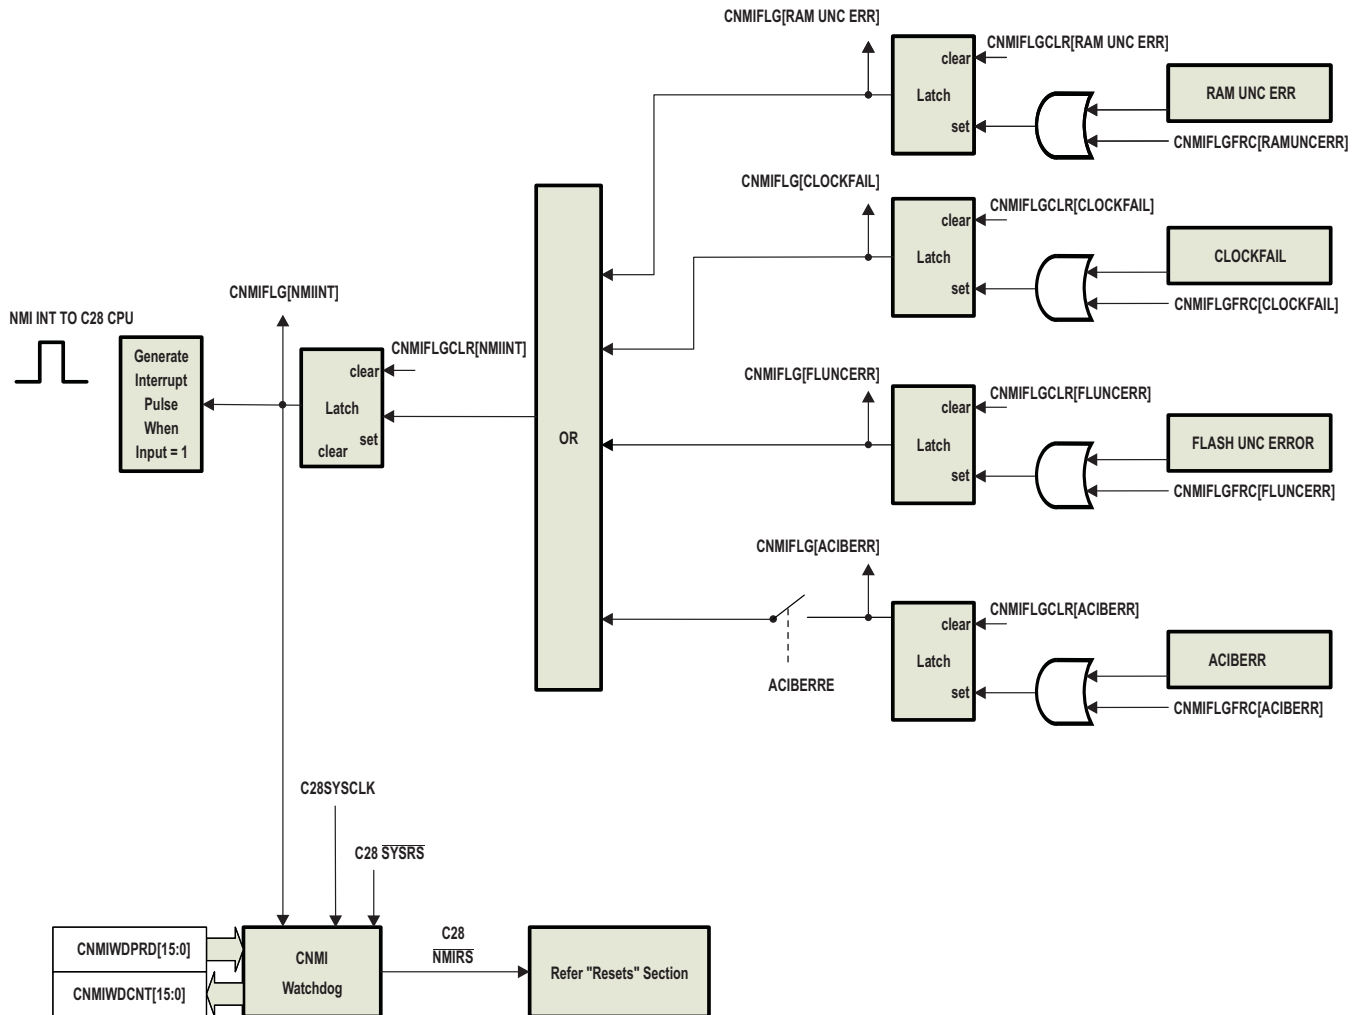 CNMIFLG[RAM UNC ERR]
CNMIFLGCLR[RAM UNC ERR]
clear
Latch
set
RAM UNC ERR
CNMIFLGFRC[RAMUNCERR]
CNMIFLG[CLOCKFAIL]
CNMIFLGCLR[CLOCKFAIL]
clear
Latch
set
CLOCKFAIL
CNMIFLGFRC[CLOCKFAIL]
CNMIFLG[NMIINT]
NMI INT TO C28 CPU
Generate
Interrupt
Pulse
When
Input = 1
CNMIFLGCLR[NMIINT]
clear
Latch
set
clear
OR
CNMIFLG[FLUNCERR]
CNMIFLGCLR[FLUNCERR]
clear
Latch
set
FLASH UNC ERROR
CNMIFLGFRC[FLUNCERR]
CNMIFLG[ACIBERR]
CNMIFLGCLR[ACIBERR]
clear
Latch
set
ACIBERR
CNMIFLGFRC[ACIBERR]
ACIBERRE
C28SYSCLK
C28 SYSRS
CNMIWDPRD[15:0]
CNMIWDCNT[15:0]
CNMI
Watchdog
C28
NMIRS
Refer "Resets" Section